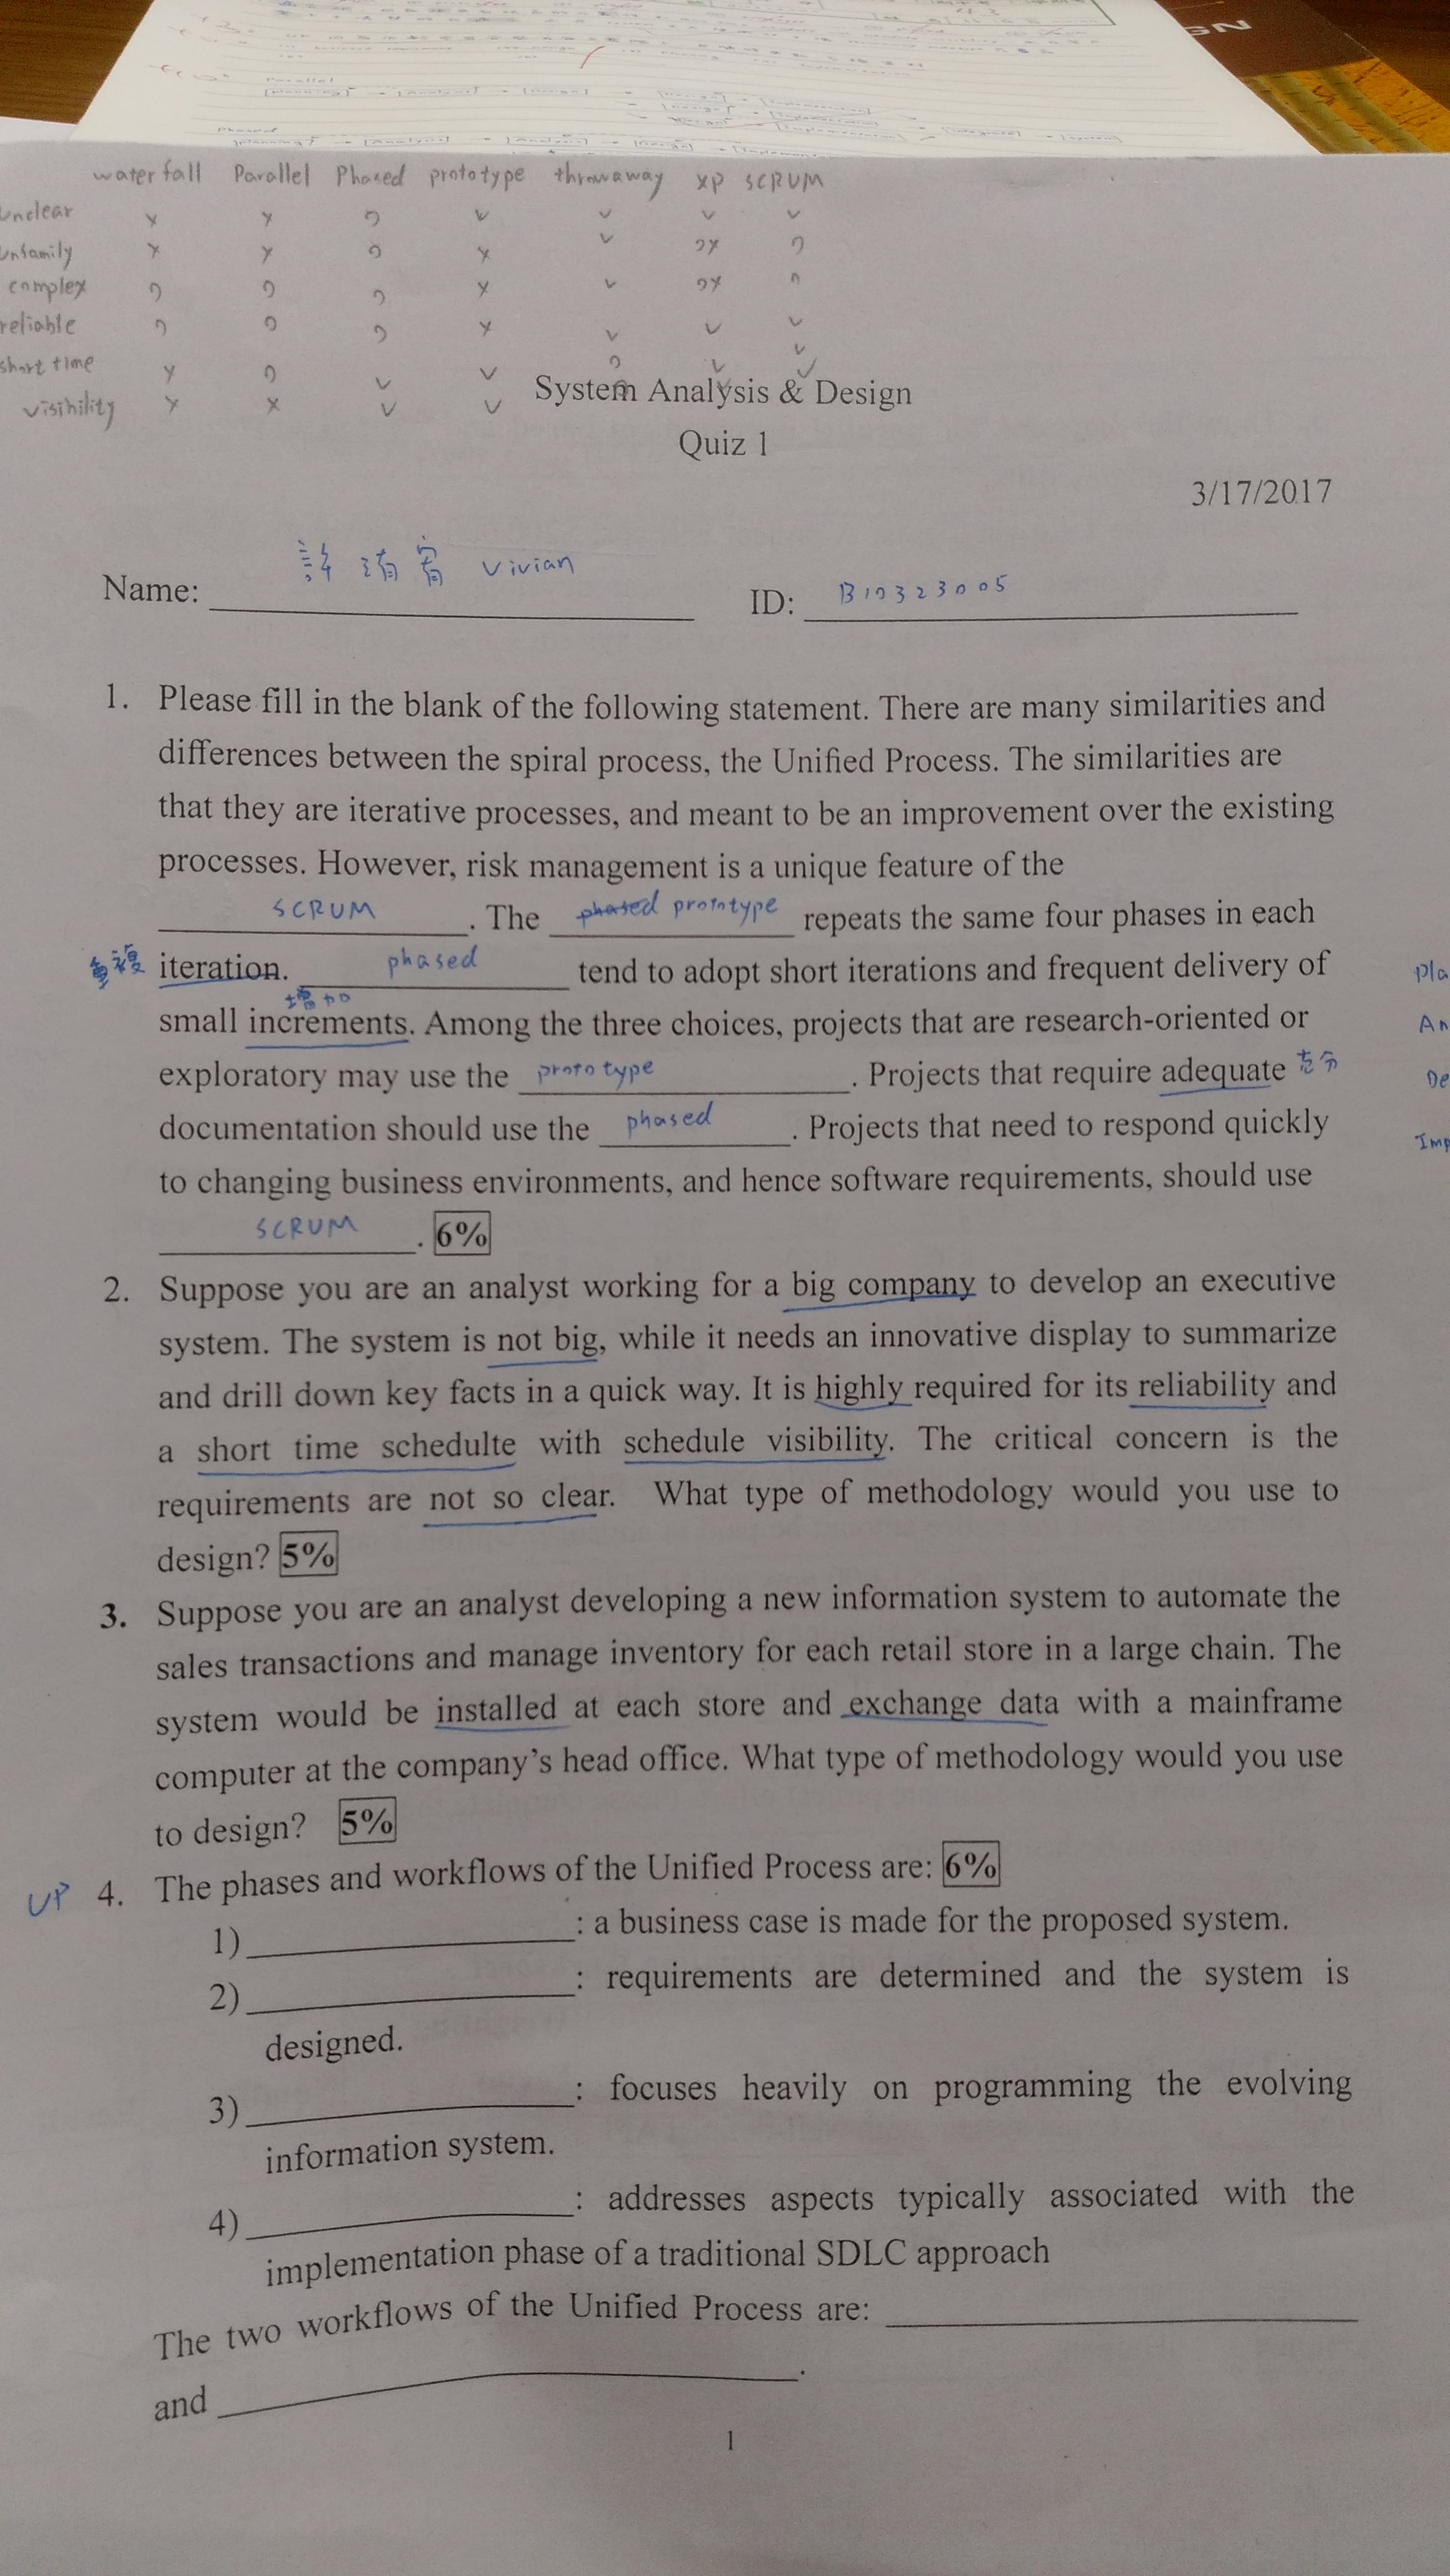 waterfall Parallel Phased prototype throwaway XP SCRUM
unclear x x ? v v v v
unfamily x x ? x v ?x ?
complex ? ? ? x v ?x ?
reliable ? ? ? x v v v
short time x ? v v ? v v
visibility x x v v ? v v
System Analysis & Design
Quiz 1
3/17/2017
Name: 許 Vivian ID: B10323005
1. Please fill in the blank of the following statement. There are many similarities and
differences between the spiral process, the Unified Process. The similarities are
that they are iterative processes, and meant to be an improvement over the existing
processes. However, risk management is a unique feature of the
SCRUM. The phased prototype repeats the same four phases in each
重複 iteration. phased tend to adopt short iterations and frequent delivery of
增加
small increments. Among the three choices, projects that are research-oriented or
exploratory may use the prototype. Projects that require adequate 充分
documentation should use the phased. Projects that need to respond quickly
to changing business environments, and hence software requirements, should use
SCRUM. 6%
2. Suppose you are an analyst working for a big company to develop an executive
system. The system is not big, while it needs an innovative display to summarize
and drill down key facts in a quick way. It is highly required for its reliability and
a short time schedulte with schedule visibility. The critical concern is the
requirements are not so clear. What type of methodology would you use to
design? 5%
3. Suppose you are an analyst developing a new information system to automate the
sales transactions and manage inventory for each retail store in a large chain. The
system would be installed at each store and exchange data with a mainframe
computer at the company's head office. What type of methodology would you use
to design? 5%
UP 4. The phases and workflows of the Unified Process are: 6%
1) : a business case is made for the proposed system.
2) : requirements are determined and the system is
designed.
3) : focuses heavily on programming the evolving
information system.
4) : addresses aspects typically associated with the
implementation phase of a traditional SDLC approach
The two workflows of the Unified Process are:
and .
1